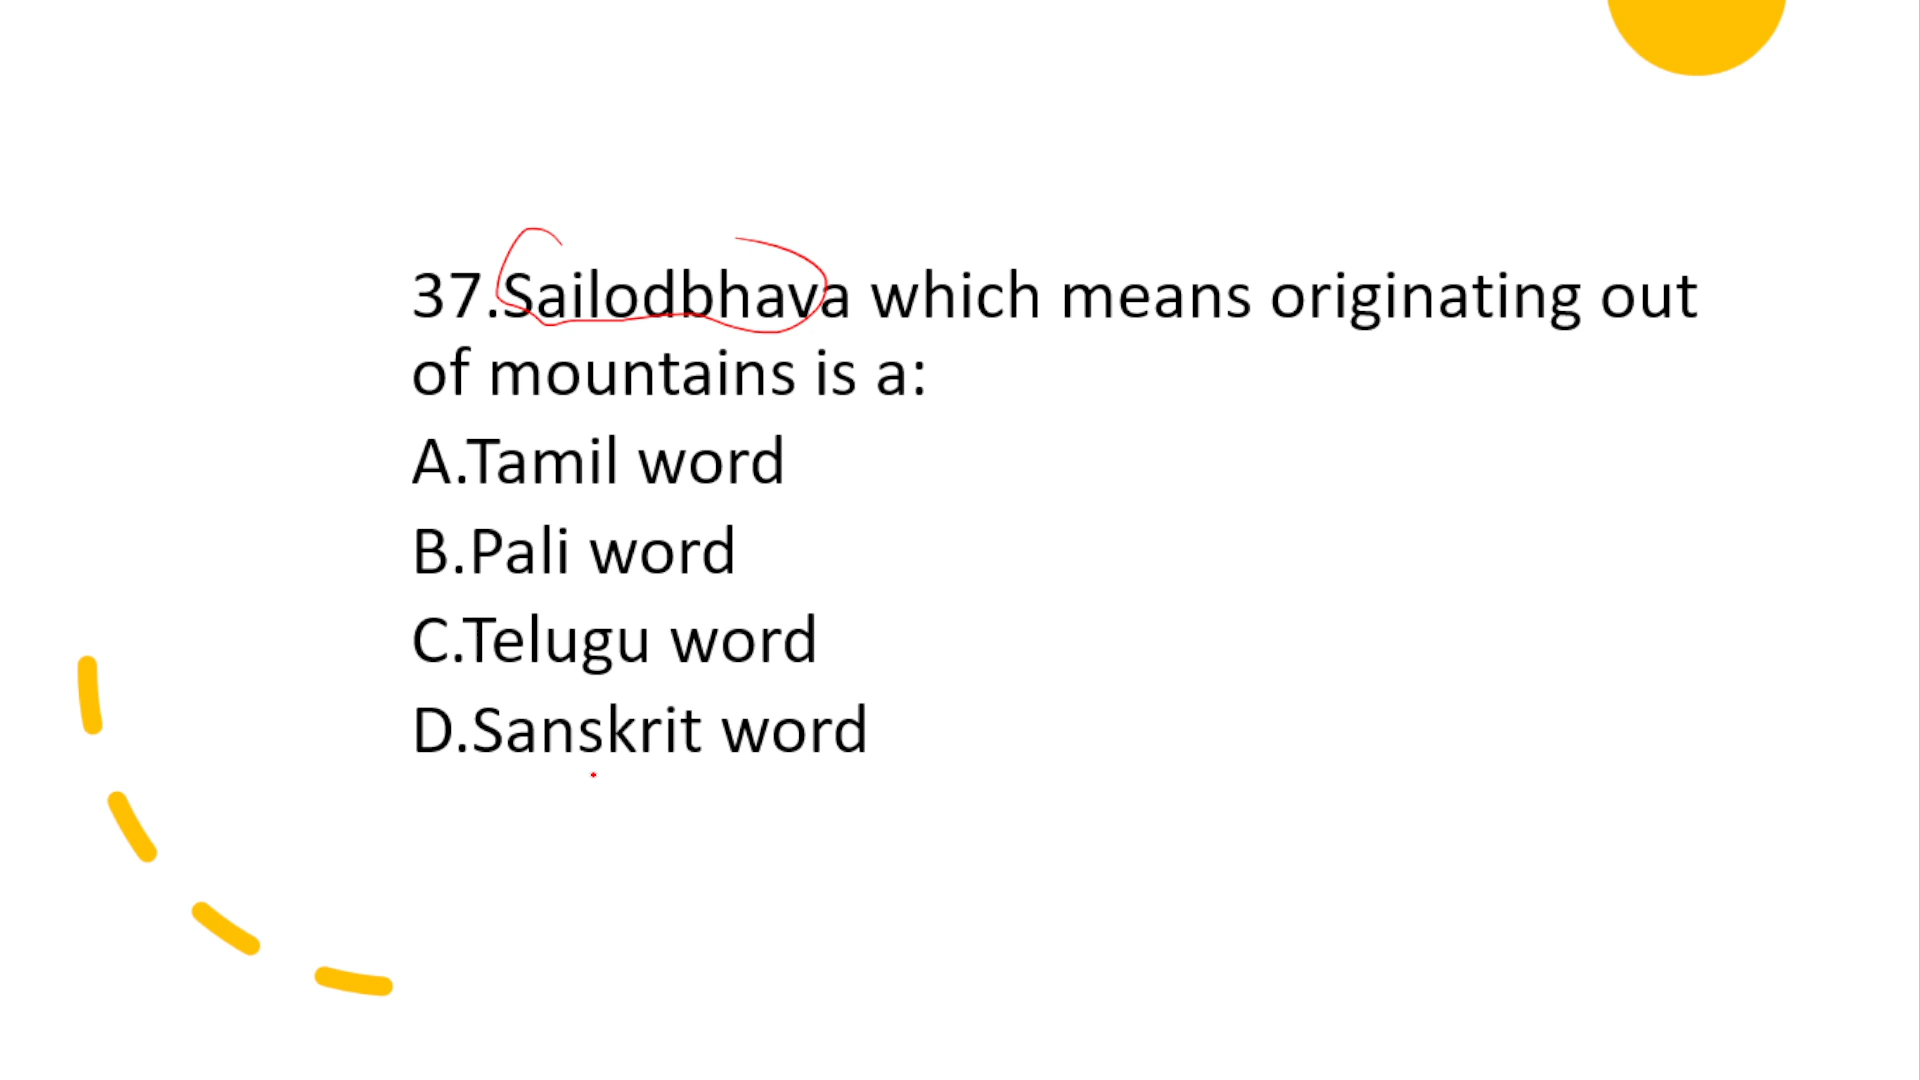 37.Sailodbhava which means originating out
of mountains is a:
A.Tamil word
B.Pali word
C.Telugu word
D.Sanskrit word